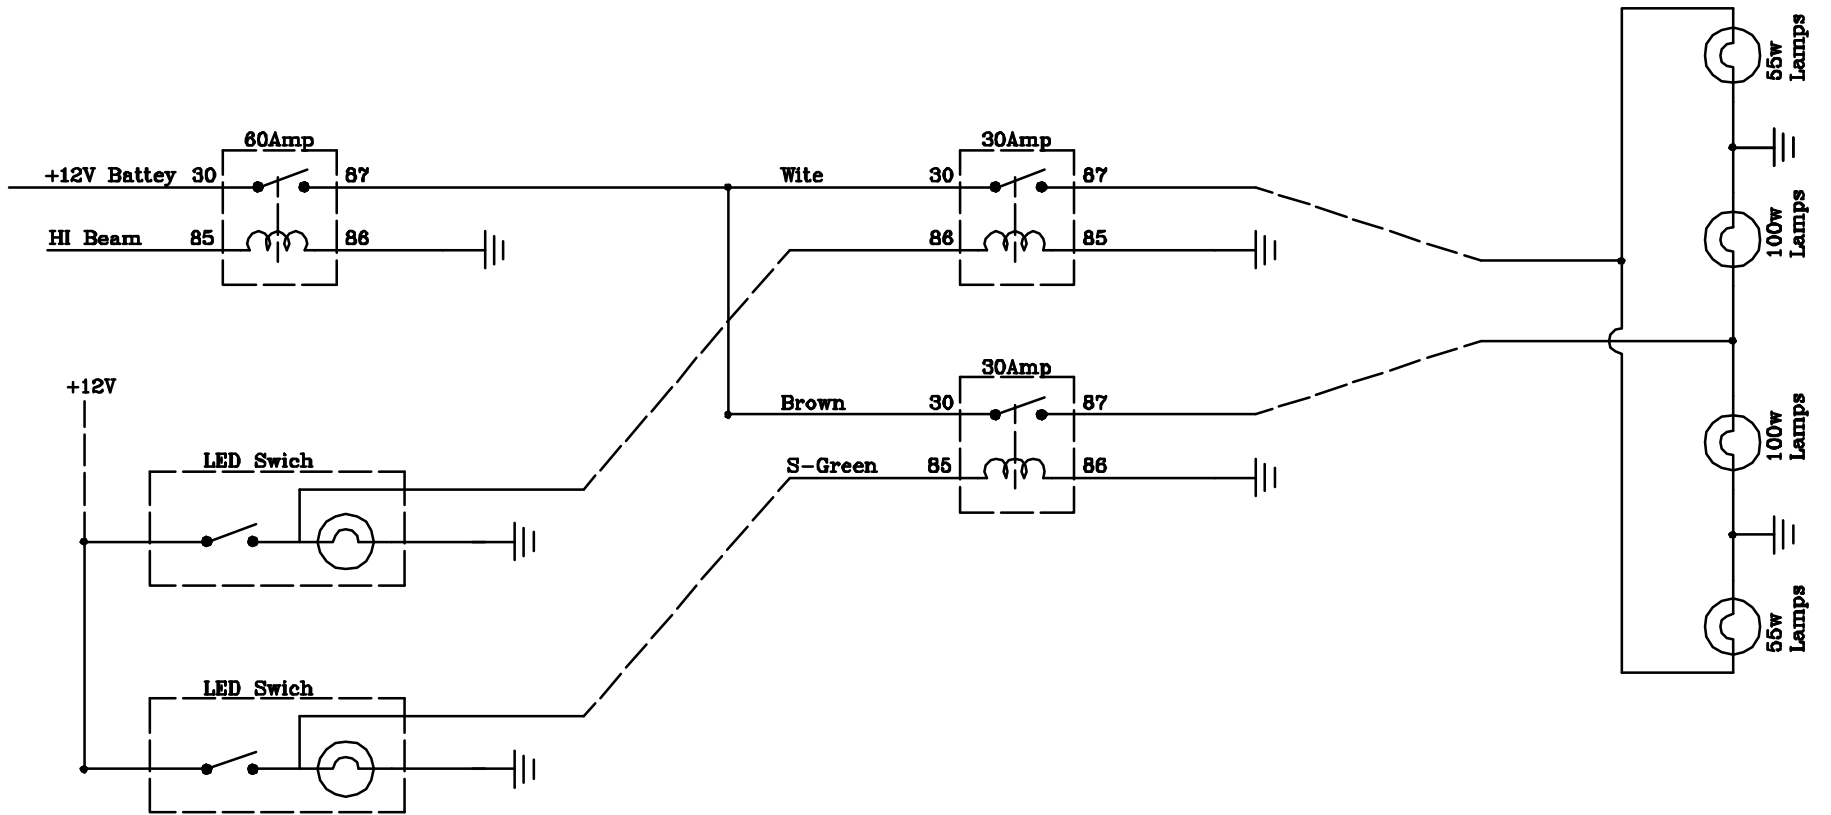 60Amp
+12V Battey 30
87
HI Beam 85
86
30Amp
Wite 30
87
86
85
30Amp
Brown 30
87
S-Green 85
86
+12V
LED Swich
LED Swich
55w
Lamps
100w
Lamps
100w
Lamps
55w
Lamps